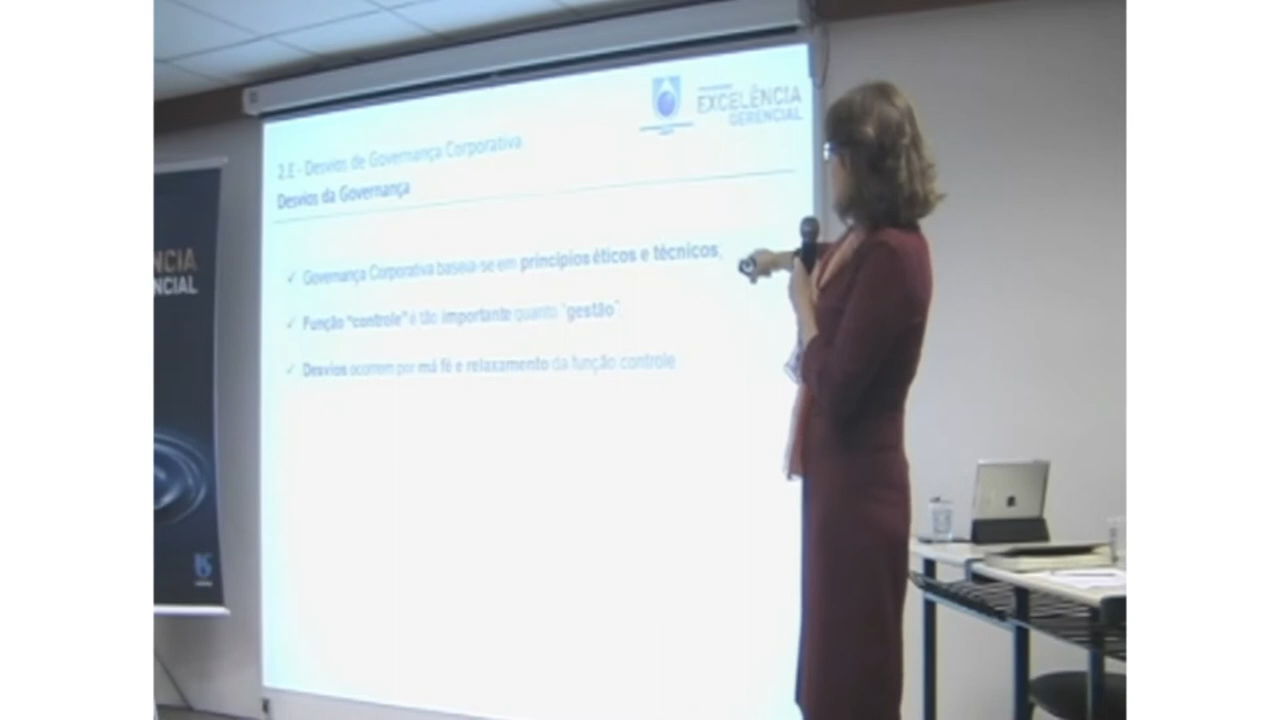 EXCELÊNCIA
GERENCIAL
2.E - Desvios de Governança Corporativa
Desvios da Governança
✓ Governança Corporativa baseia-se em princípios éticos e técnicos;
✓ Função "controle" é tão importante quanto "gestão";
✓ Desvios ocorrem por má fé e relaxamento da função controle
NCIA
NCIAL